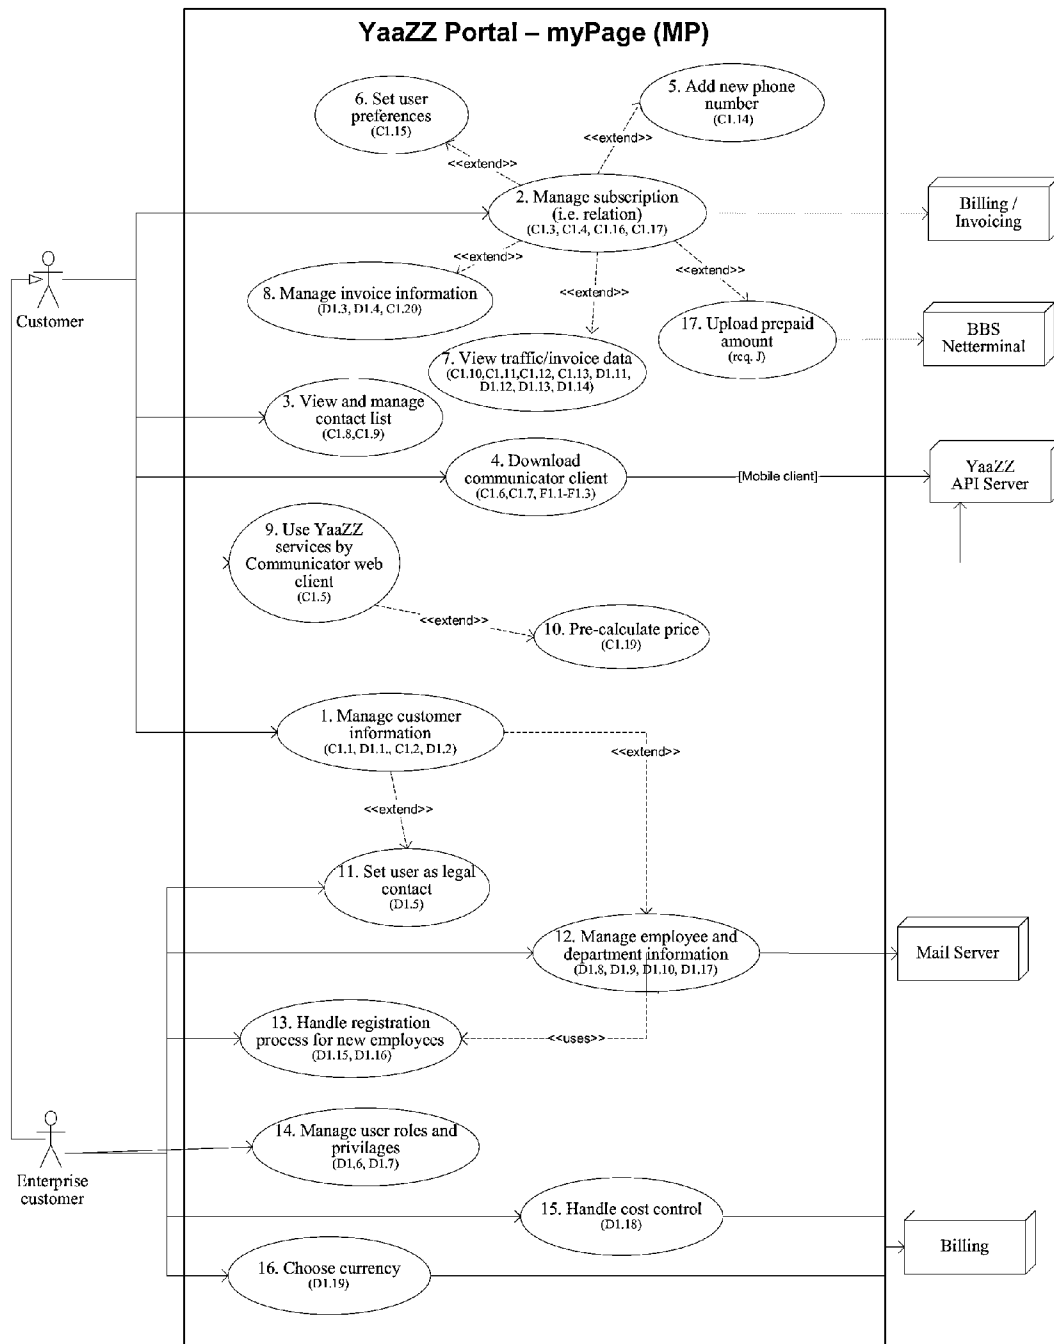 YaaZZ Portal – myPage (MP)
5. Add new phone
number
(C1.14)
6. Set user
preferences
(C1.15)
<<extend>>
<<extend>>
2. Manage subscription
(i.e. relation)
(C1.3, C1.4, C1.16, C1.17)
Billing /
Invoicing
<<extend>>
<<extend>>
<<extend>>
8. Manage invoice information
(D1.3, D1.4, C1.20)
Customer
17. Upload prepaid
amount
(req. J)
BBS
Netterminal
7. View traffic/invoice data
(C1.10,C1.11,C1.12, C1.13, D1.11,
D1.12, D1.13, D1.14)
3. View and manage
contact list
(C1.8,C1.9)
4. Download
communicator client
(C1.6,C1.7, F1.1-F1.3)
[Mobile client]
YaaZZ
API Server
9. Use YaaZZ
services by
Communicator web
client
(C1.5)
<<extend>>
10. Pre-calculate price
(C1.19)
1. Manage customer
information
(C1.1, D1.1,, C1.2, D1.2)
<<extend>>
<<extend>>
11. Set user as legal
contact
(D1.5)
12. Manage employee and
department information
(D1.8, D1.9, D1.10, D1.17)
Mail Server
13. Handle registration
process for new employees
(D1.15, D1.16)
<<uses>>
14. Manage user roles and
privilages
(D1,6, D1.7)
Enterprise
customer
15. Handle cost control
(D1.18)
Billing
16. Choose currency
(D1.19)